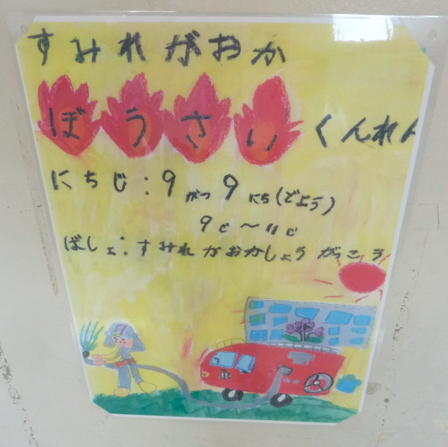 すみれがおか
ぼうさいくんれん
にちじ:9がつ9にち(どよう)
9じ〜11じ
ばしょ:すみれがおかしょうがっこう